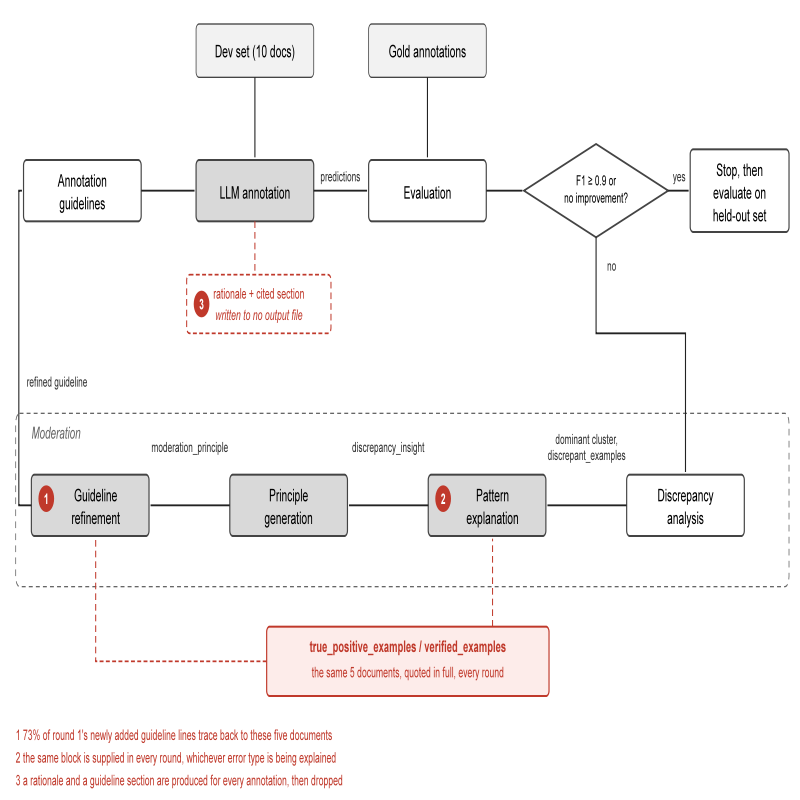 Dev set (10 docs)
Gold annotations
Annotation
guidelines
LLM annotation
predictions
Evaluation
F1 ≥ 0.9 or
no improvement?
yes
Stop, then
evaluate on
held-out set
no
3
rationale + cited section
written to no output file
refined guideline
Moderation
moderation_principle
discrepancy_insight
dominant cluster,
discrepant_examples
1
Guideline
refinement
Principle
generation
2
Pattern
explanation
Discrepancy
analysis
true_positive_examples / verified_examples
the same 5 documents, quoted in full, every round
1 73% of round 1's newly added guideline lines trace back to these five documents
2 the same block is supplied in every round, whichever error type is being explained
3 a rationale and a guideline section are produced for every annotation, then dropped